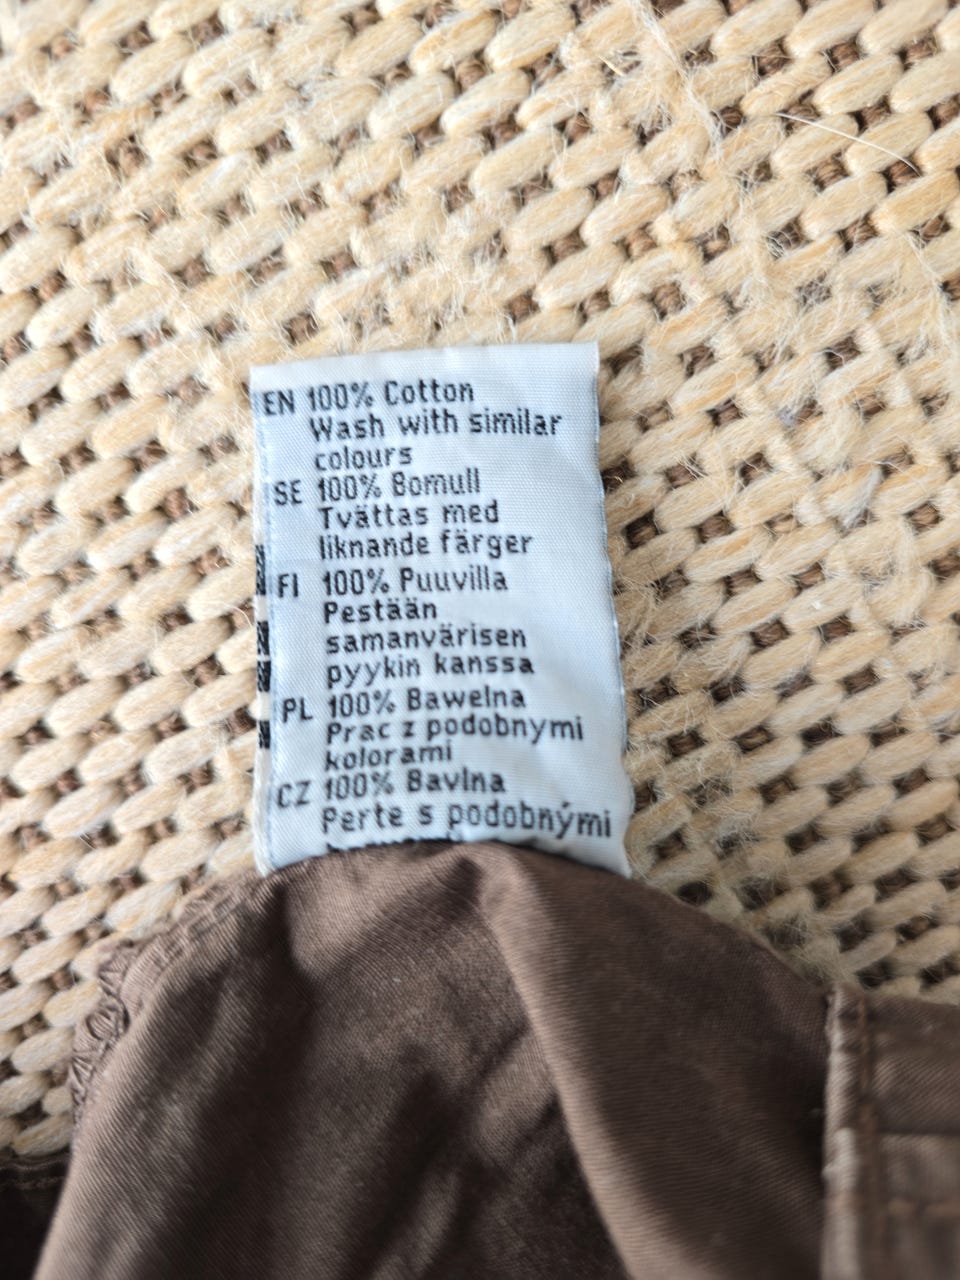 EN 100% Cotton
Wash with similar
colours
SE 100% Bomull
Tvättas med
liknande färger
FI 100% Puuvilla
Pestään
samanvärisen
pyykin kanssa
PL 100% Bawełna
Prac z podobnymi
kolorami
CZ 100% Bavlna
Perte s podobnými